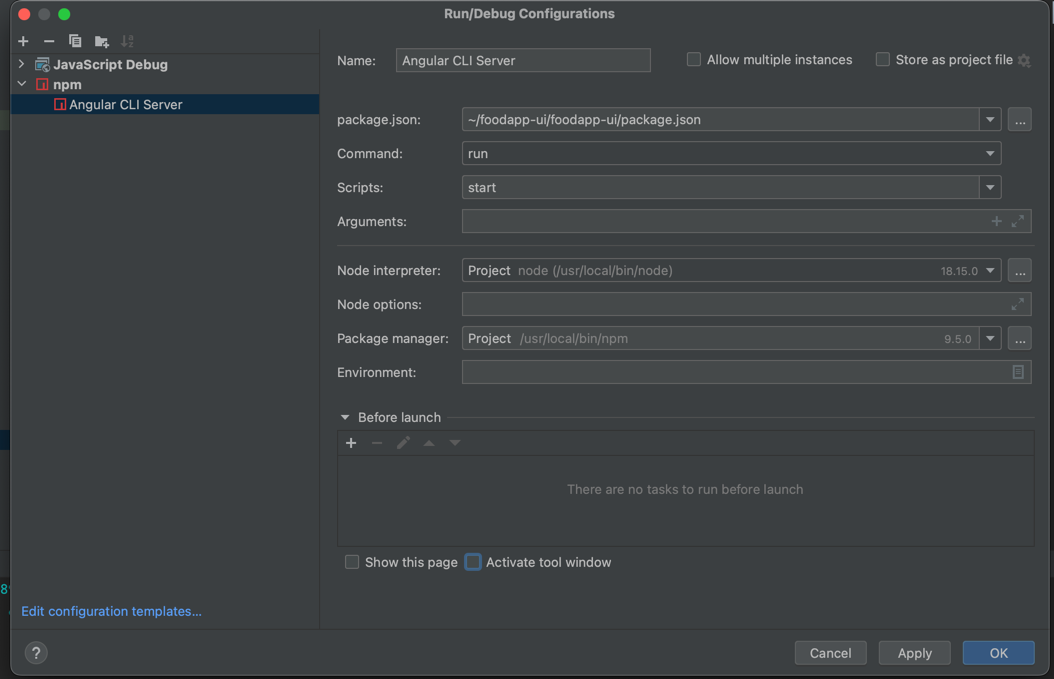 Run/Debug Configurations
JavaScript Debug
npm
Angular CLI Server
Name: Angular CLI Server Allow multiple instances Store as project file
package.json: ~/foodapp-ui/foodapp-ui/package.json ...
Command: run
Scripts: start
Arguments:
Node interpreter: Project node (/usr/local/bin/node) 18.15.0 ...
Node options:
Package manager: Project /usr/local/bin/npm 9.5.0 ...
Environment:
Before launch
There are no tasks to run before launch
Show this page Activate tool window
Edit configuration templates...
? Cancel Apply OK